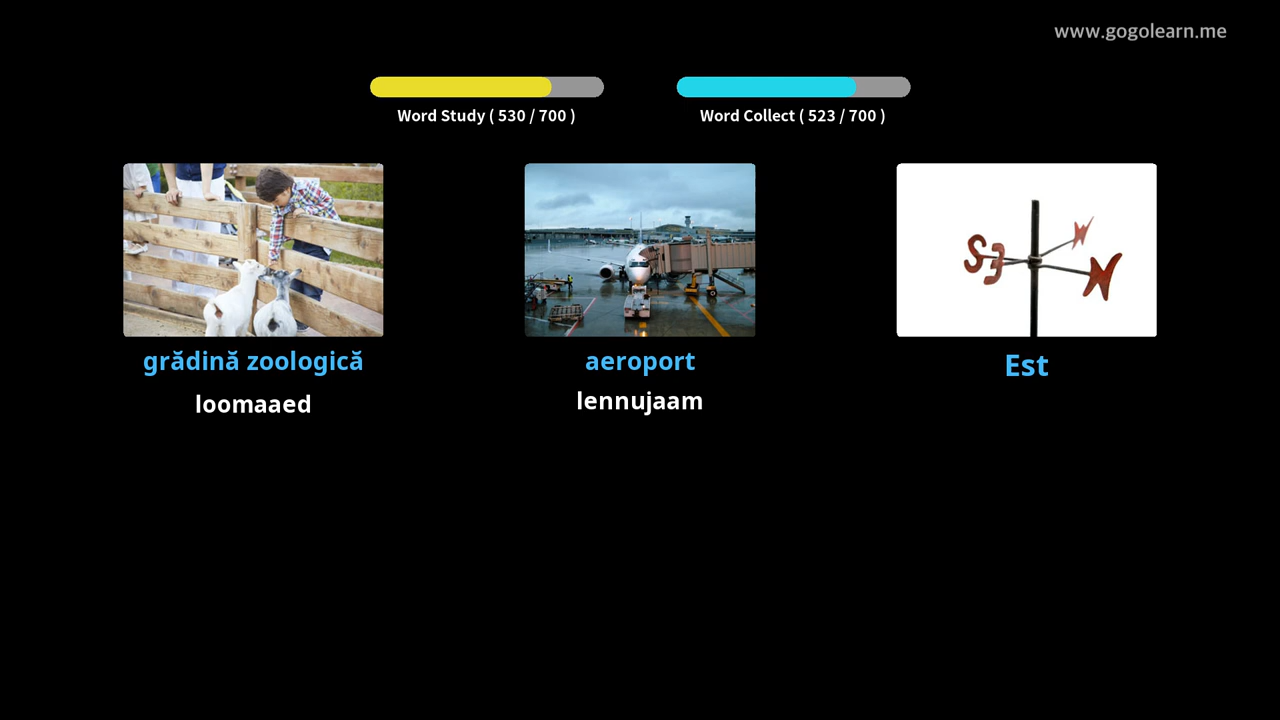 www.gogolearn.me
Word Study ( 530 / 700 )
Word Collect ( 523 / 700 )
S
E
N
grădină zoologică
aeroport
Est
loomaaed
lennujaam